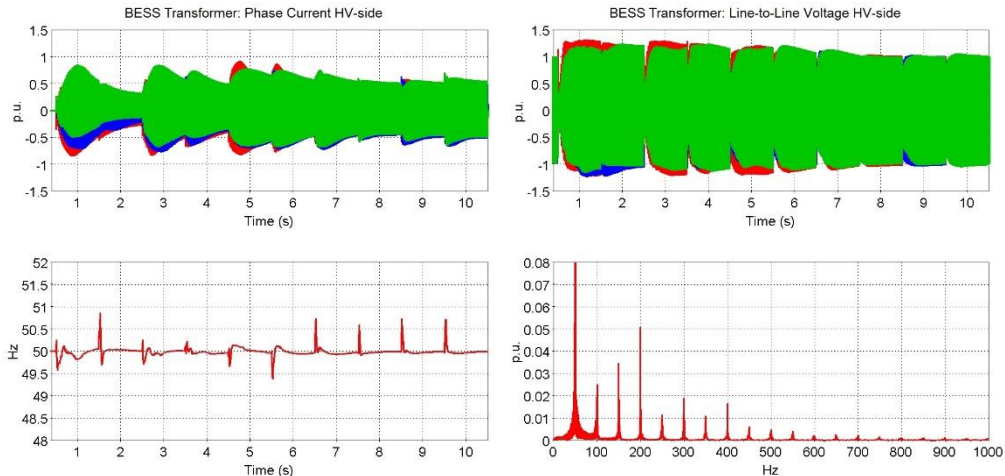 BESS Transformer: Phase Current HV-side
1.5
1
0.5
0
-0.5
-1
-1.5
p.u.
1 2 3 4 5 6 7 8 9 10
Time (s)
BESS Transformer: Line-to-Line Voltage HV-side
1.5
1
0.5
0
-0.5
-1
-1.5
p.u.
1 2 3 4 5 6 7 8 9 10
Time (s)
52
51.5
51
50.5
50
49.5
49
48.5
48
Hz
1 2 3 4 5 6 7 8 9 10
Time (s)
0.08
0.07
0.06
0.05
0.04
0.03
0.02
0.01
0
p.u.
0 100 200 300 400 500 600 700 800 900 1000
Hz